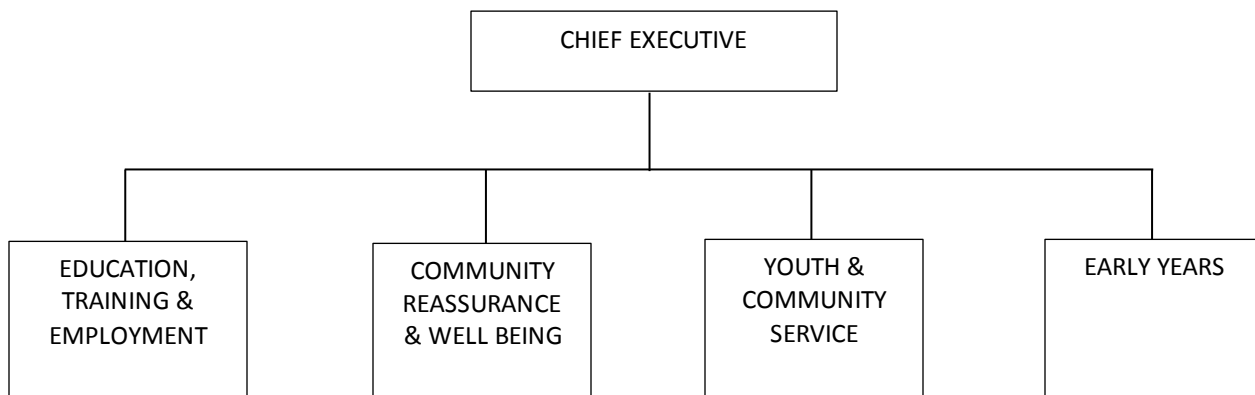 CHIEF EXECUTIVE
EDUCATION,
TRAINING &
EMPLOYMENT
COMMUNITY
REASSURANCE
& WELL BEING
YOUTH &
COMMUNITY
SERVICE
EARLY YEARS